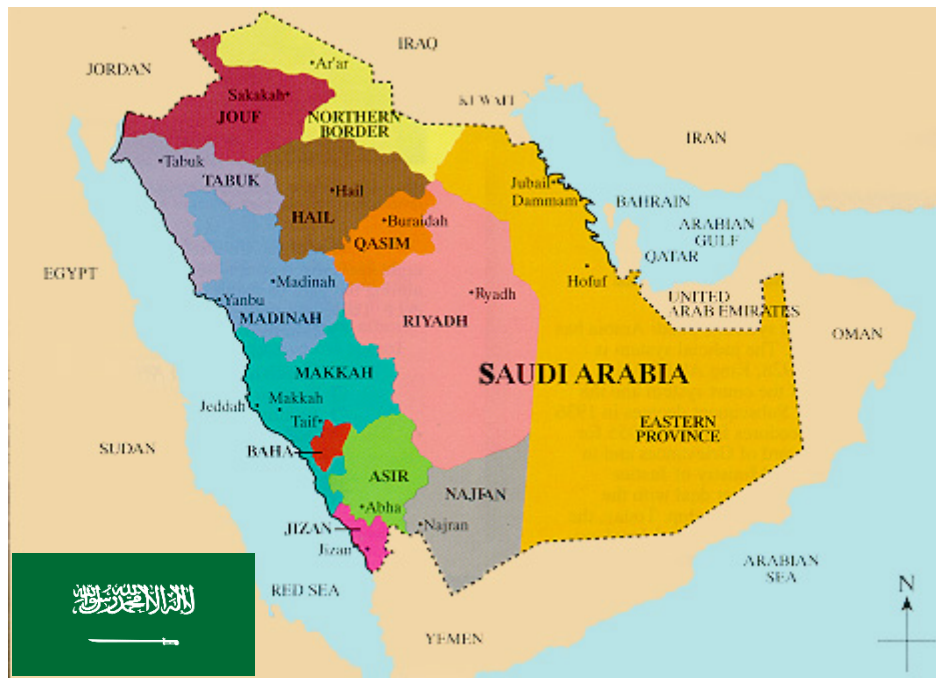 IRAQ
JORDAN
Ar'ar
Sakakah
JOUF
KUWAIT
NORTHERN
BORDER
IRAN
Tabuk
TABUK
Hail
HAIL
Jubail
Dammam
BAHRAIN
Buraidah
QASIM
ARABIAN
GULF
QATAR
EGYPT
Madinah
Yanbu
MADINAH
Ryadh
RIYADH
Hofuf
UNITED
ARAB EMIRATES
OMAN
MAKKAH
SAUDI ARABIA
Jeddah
Makkah
Taif
EASTERN
PROVINCE
SUDAN
BAHA
ASIR
NAJFAN
Abha
JIZAN
Najran
Jizan
ARABIAN
SEA
RED SEA
YEMEN
N
لا إله إلا الله محمد رسول الله